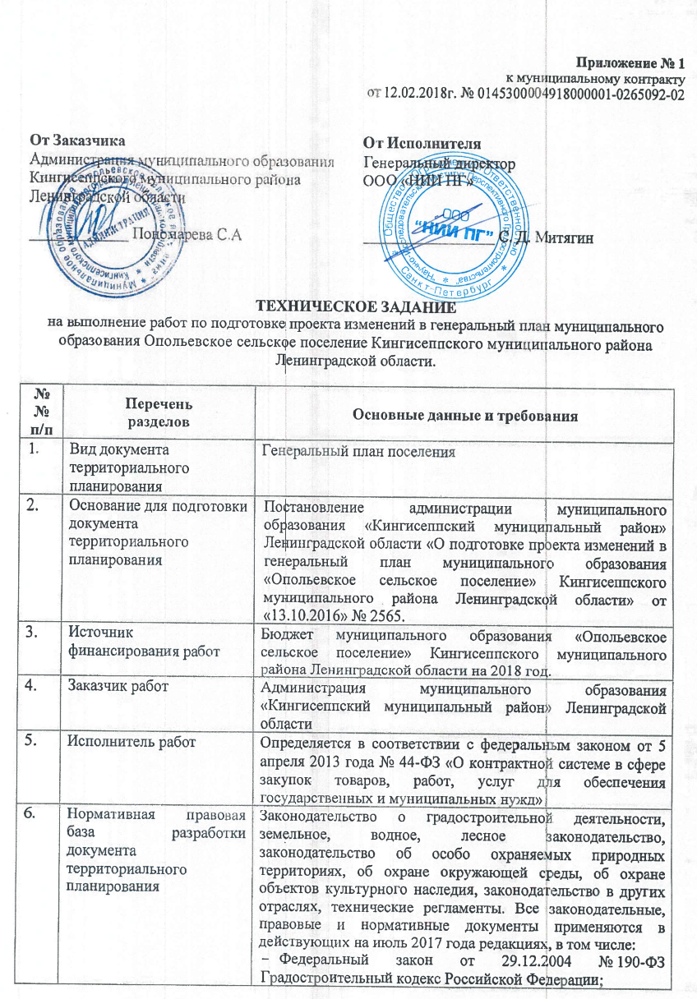 Приложение № 1
к муниципальному контракту
от 12.02.2018г. № 0145300004918000001-0265092-02
От Заказчика
Администрация муниципального образования
Кингисеппского муниципального района
Ленинградской области
Пономарева С.А
От Исполнителя
Генеральный директор
ООО «НИИ ПГ»
С. Д. Митягин
АДМИНИСТРАЦИЯ
ООО
"НИИ ПГ"
Санкт-Петербург
ТЕХНИЧЕСКОЕ ЗАДАНИЕ
на выполнение работ по подготовке проекта изменений в генеральный план муниципального
образования Опольевское сельское поселение Кингисеппского муниципального района
Ленинградской области.
№
№
п/п
Перечень
разделов
Основные данные и требования
1.
Вид документа
территориального
планирования
Генеральный план поселения
2.
Основание для подготовки
документа
территориального
планирования
Постановление администрации муниципального
образования «Кингисеппский муниципальный район»
Ленинградской области «О подготовке проекта изменений в
генеральный план муниципального образования
«Опольевское сельское поселение» Кингисеппского
муниципального района Ленинградской области» от
«13.10.2016» № 2565.
3.
Источник
финансирования работ
Бюджет муниципального образования «Опольевское
сельское поселение» Кингисеппского муниципального
района Ленинградской области на 2018 год.
4.
Заказчик работ
Администрация муниципального образования
«Кингисеппский муниципальный район» Ленинградской
области
5.
Исполнитель работ
Определяется в соответствии с федеральным законом от 5
апреля 2013 года № 44-ФЗ «О контрактной системе в сфере
закупок товаров, работ, услуг для обеспечения
государственных и муниципальных нужд»
6.
Нормативная правовая
база разработки
документа
территориального
планирования
Законодательство о градостроительной деятельности,
земельное, водное, лесное законодательство,
законодательство об особо охраняемых природных
территориях, об охране окружающей среды, об охране
объектов культурного наследия, законодательство в других
отраслях, технические регламенты. Все законодательные,
правовые и нормативные документы применяются в
действующих на июль 2017 года редакциях, в том числе:
– Федеральный закон от 29.12.2004 № 190-ФЗ
Градостроительный кодекс Российской Федерации;